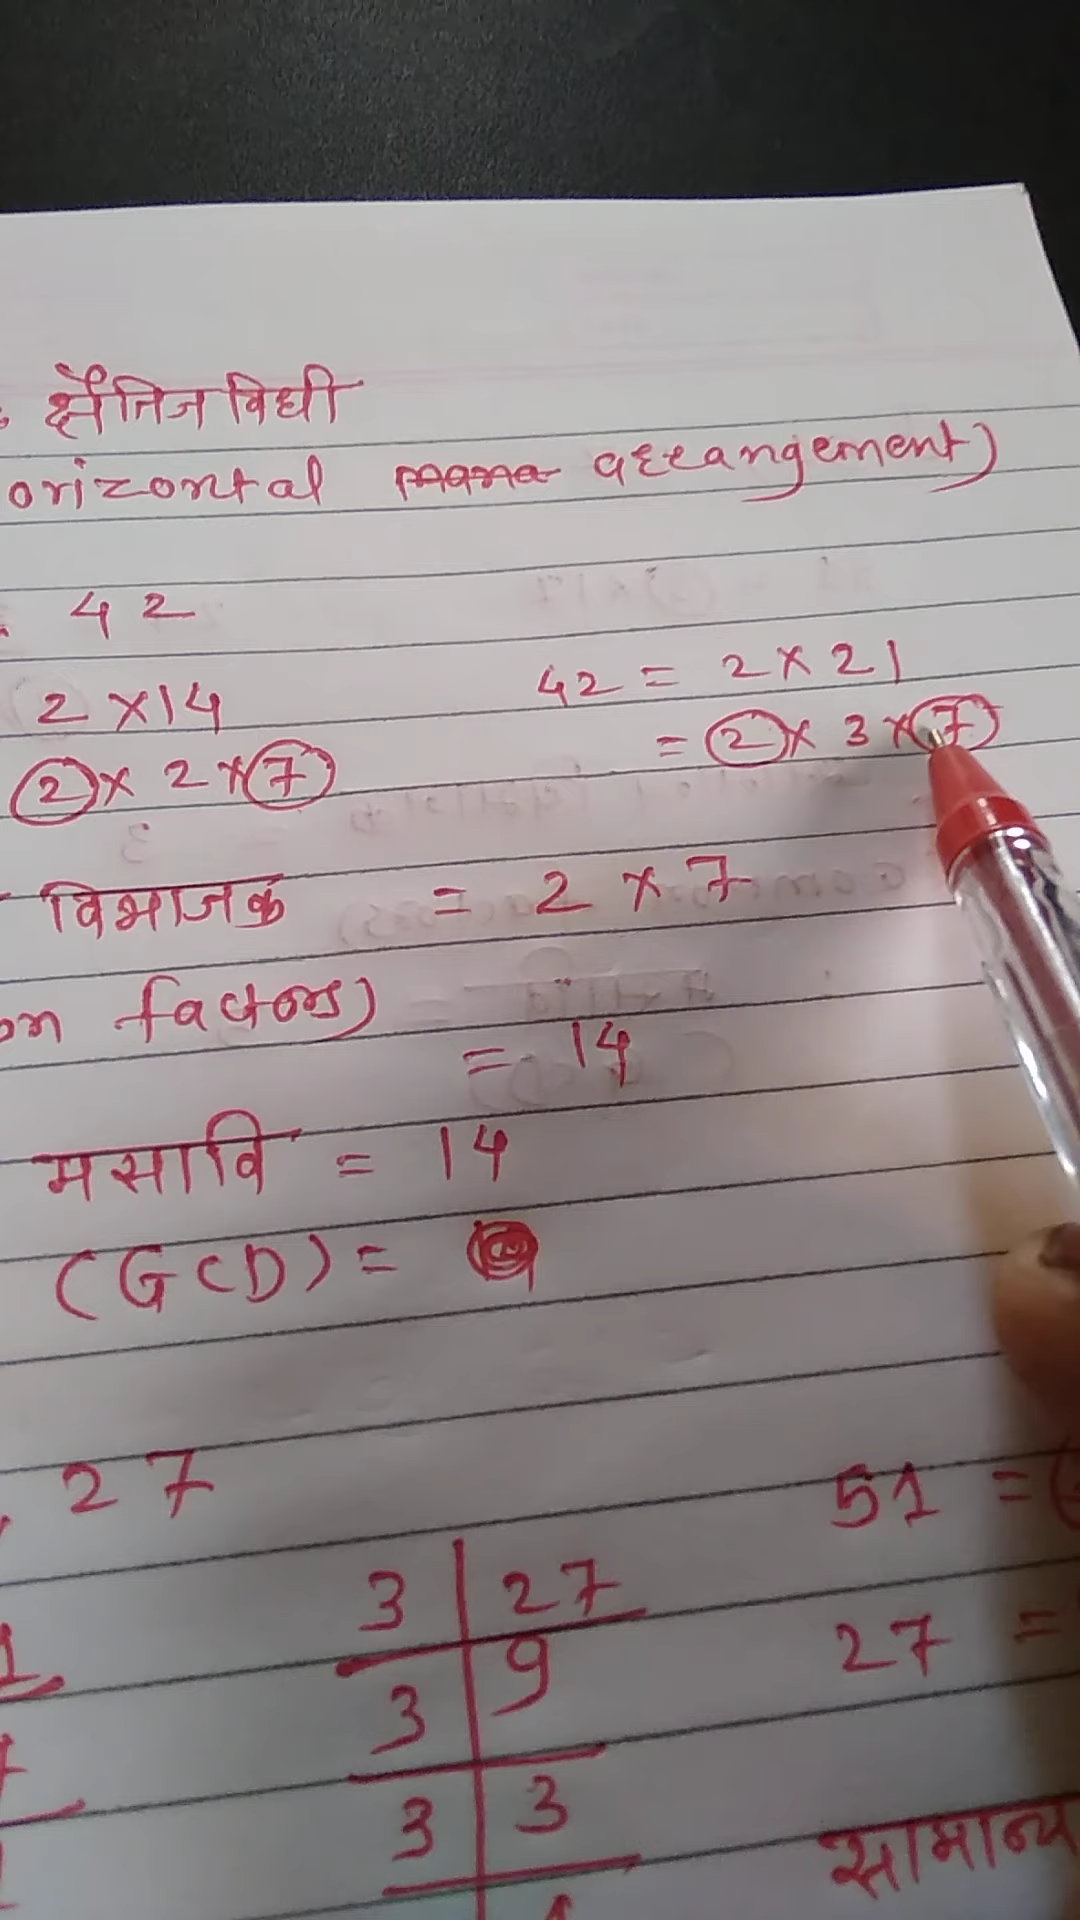 क्षैतिज विधी
orizontal arrangement)
42
2 × 14 42 = 2 × 21
2 × 2 × 7 = 2 × 3 × 7
विभाजक = 2 × 7
on factors)
= 14
मसावि = 14
(GCD) =
27
51 =
3 27
27 =
3 9
3 3
सामान्य